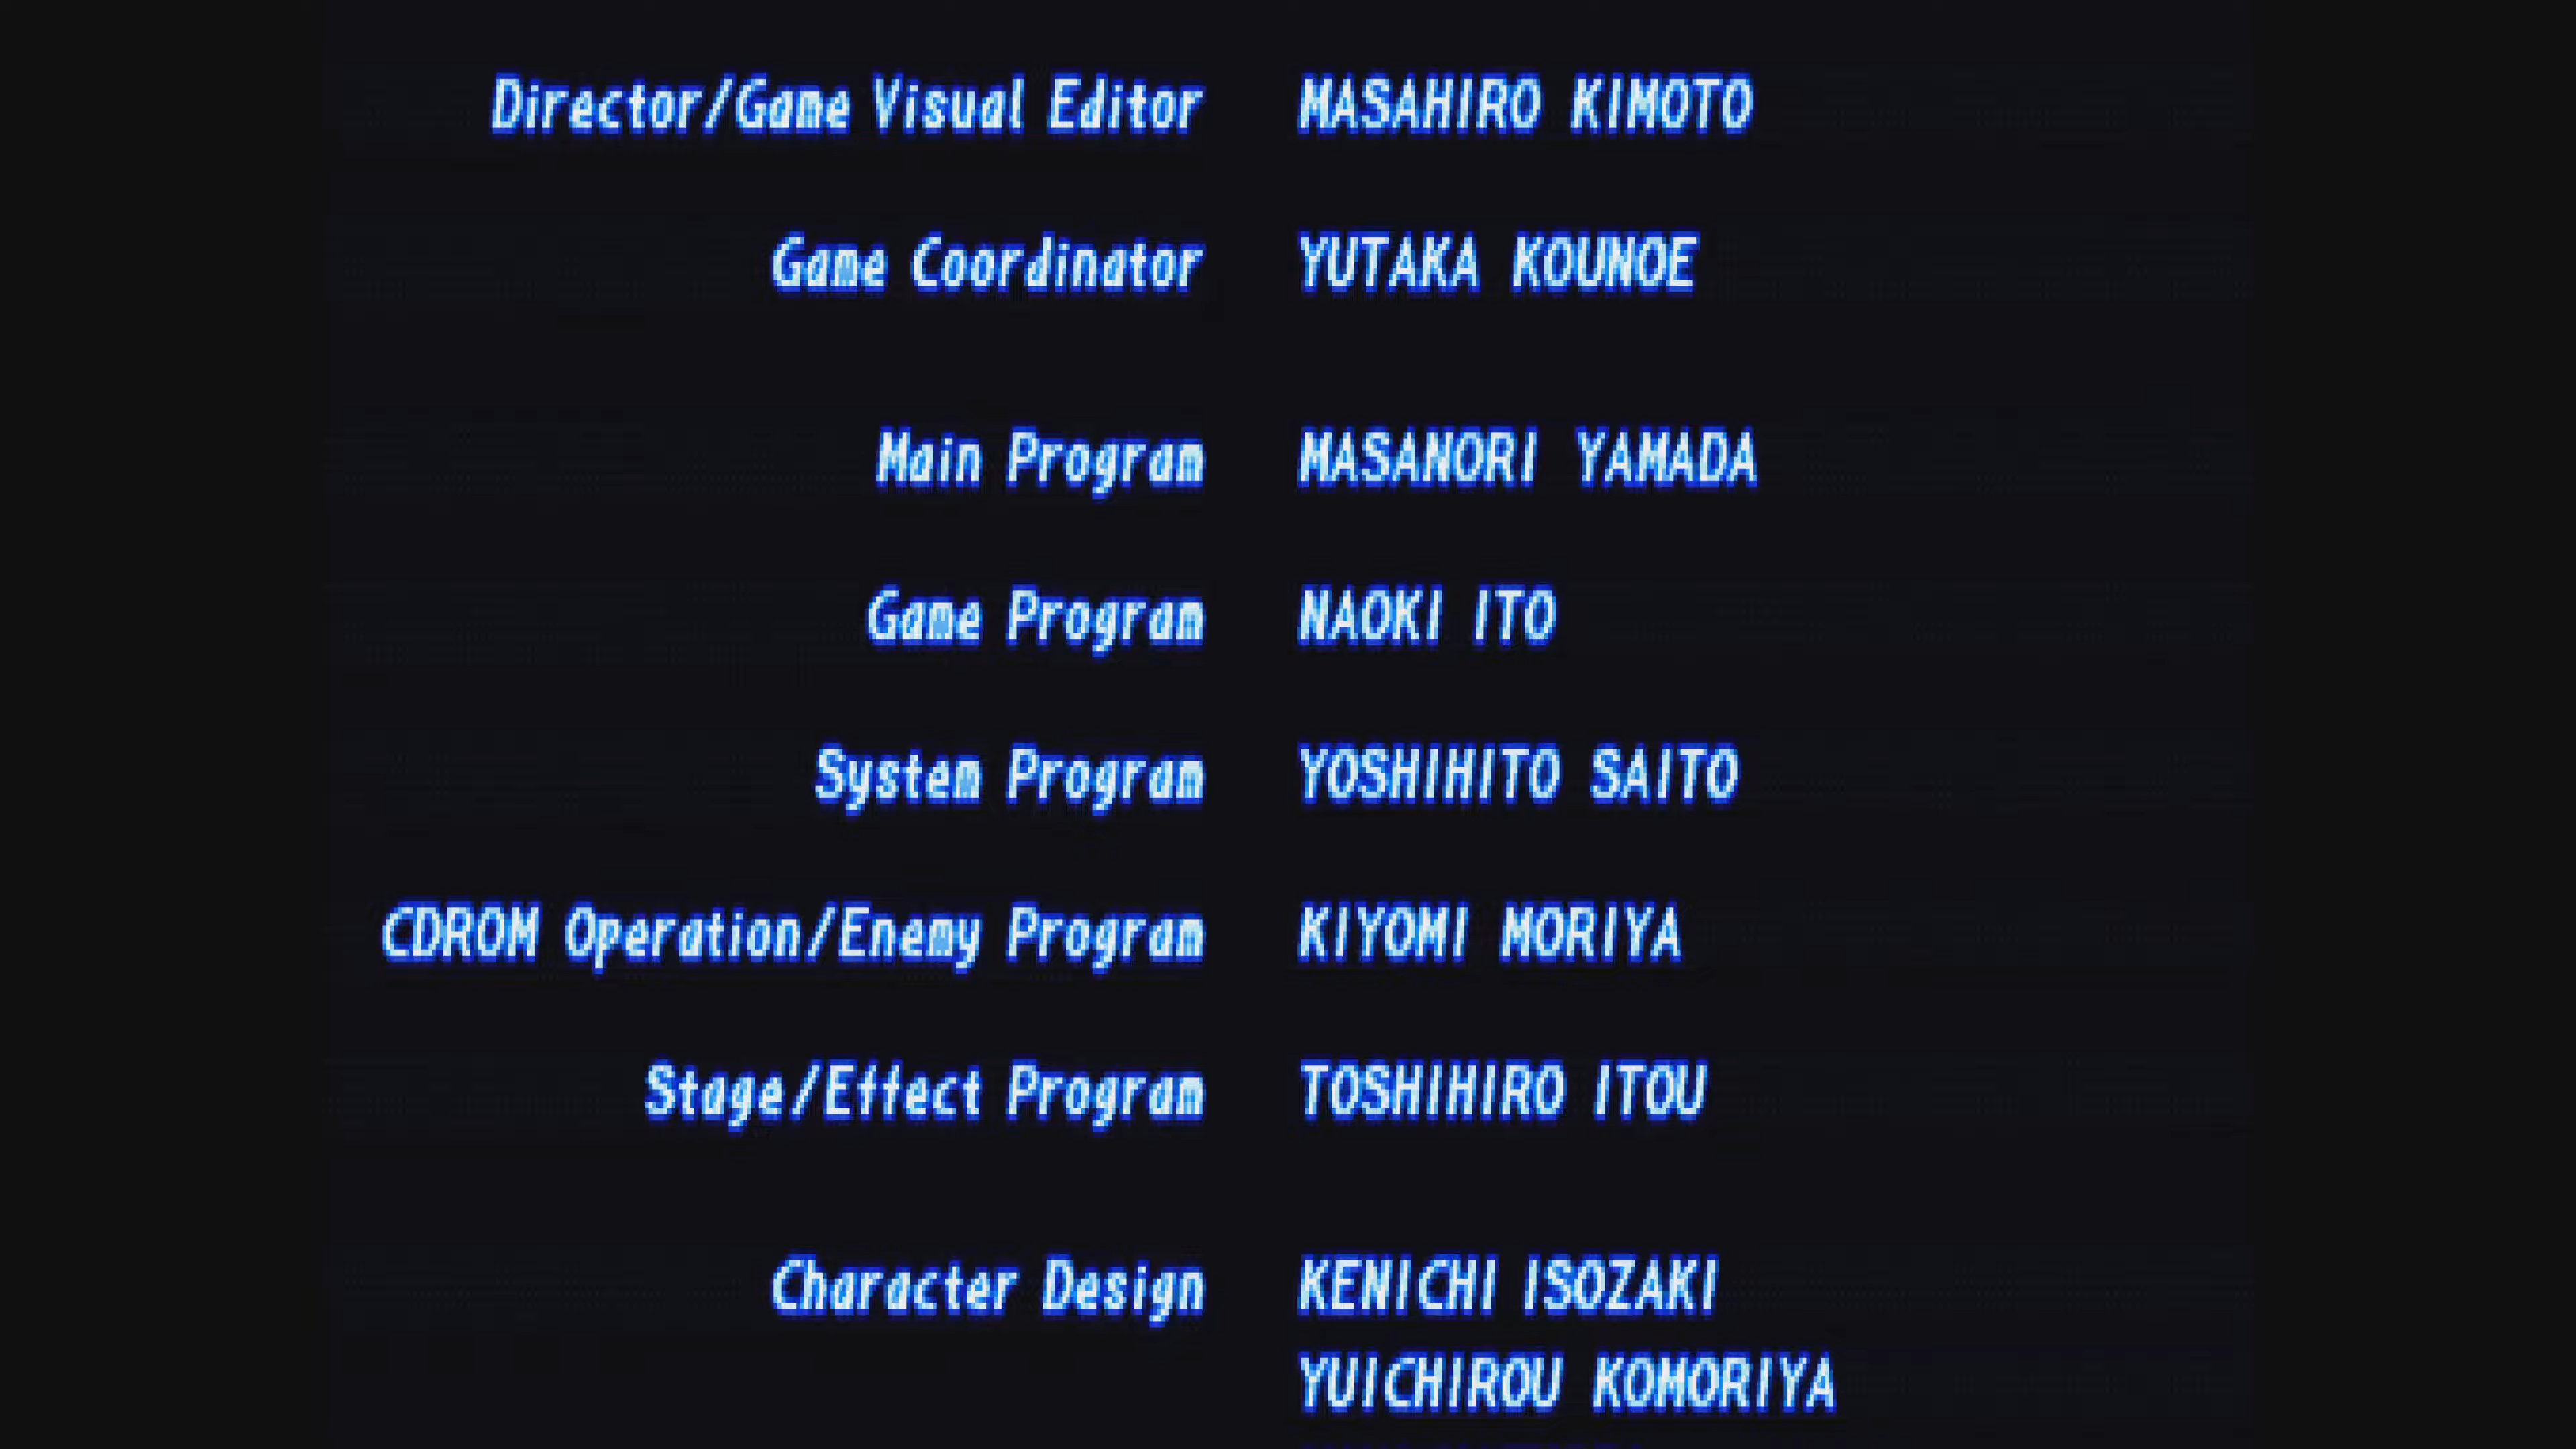 Director/Game Visual Editor MASAHIRO KIMOTO
Game Coordinator YUTAKA KOUNOE
Main Program MASANORI YAMADA
Game Program NAOKI ITO
System Program YOSHIHITO SAITO
CDROM Operation/Enemy Program KIYOMI MORIYA
Stage/Effect Program TOSHIHIRO ITOU
Character Design KENICHI ISOZAKI
YUICHIROU KOMORIYA